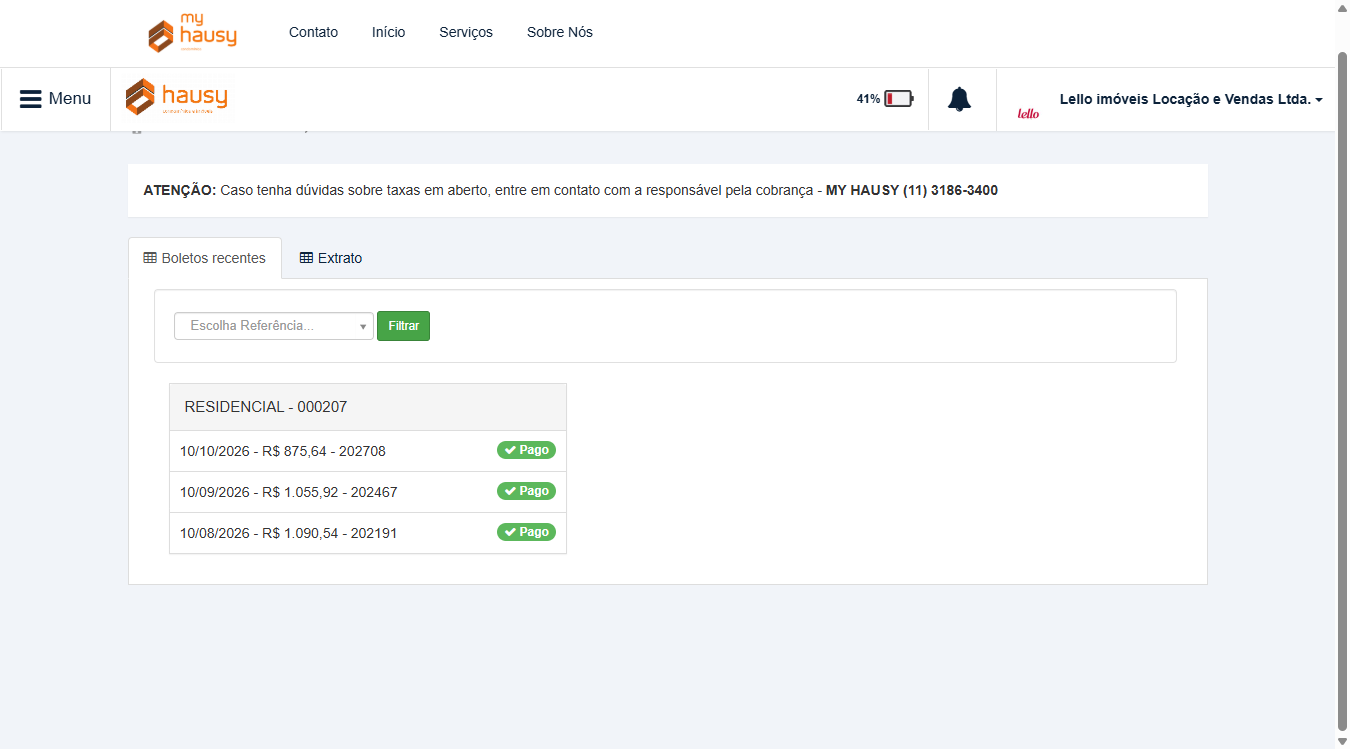 my
hausy
Contato
Início
Serviços
Sobre Nós
Menu
hausy
41%
lello
Lello imóveis Locação e Vendas Ltda.
ATENÇÃO: Caso tenha dúvidas sobre taxas em aberto, entre em contato com a responsável pela cobrança - MY HAUSY (11) 3186-3400
Boletos recentes
Extrato
Escolha Referência...
Filtrar
RESIDENCIAL - 000207
10/10/2026 - R$ 875,64 - 202708
Pago
10/09/2026 - R$ 1.055,92 - 202467
Pago
10/08/2026 - R$ 1.090,54 - 202191
Pago